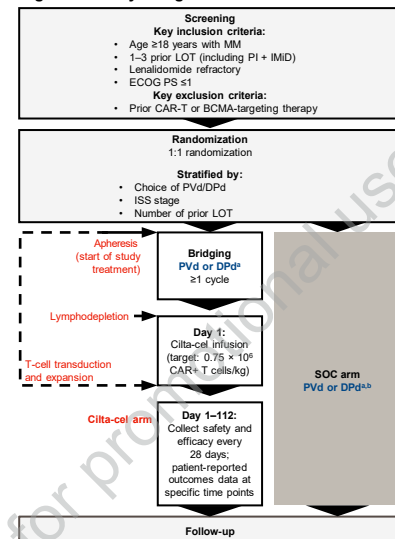 Screening
Key inclusion criteria:
• Age ≥18 years with MM
• 1–3 prior LOT (including PI + IMiD)
• Lenalidomide refractory
• ECOG PS ≤1
Key exclusion criteria:
• Prior CAR-T or BCMA-targeting therapy
Randomization
1:1 randomization
Stratified by:
• Choice of PVd/DPd
• ISS stage
• Number of prior LOT
Apheresis
(start of study
treatment)
Bridging
PVd or DPdᵃ
≥1 cycle
Lymphodepletion
Day 1:
Cilta-cel infusion
(target: 0.75 × 10⁶
CAR+ T cells/kg)
T-cell transduction
and expansion
SOC arm
PVd or DPdᵃ,ᵇ
Cilta-cel arm
Day 1–112:
Collect safety and
efficacy every
28 days;
patient-reported
outcomes data at
specific time points
Follow-up
for promotional use